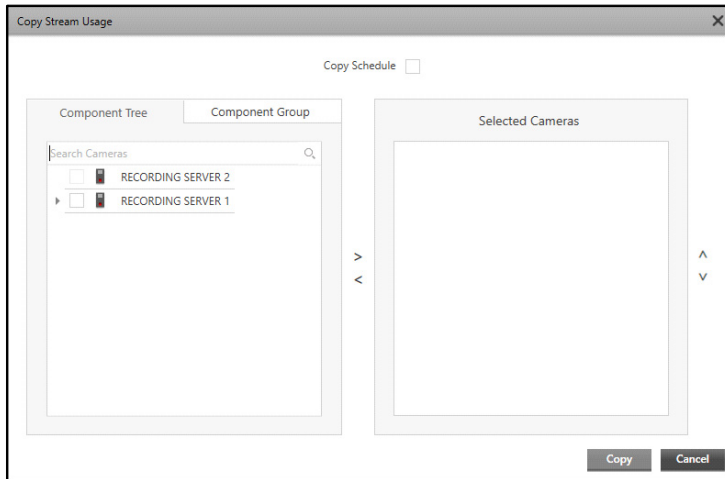 Copy Stream Usage
Copy Schedule
Component Tree
Component Group
Search Cameras
RECORDING SERVER 2
RECORDING SERVER 1
>
<
Selected Cameras
Copy
Cancel